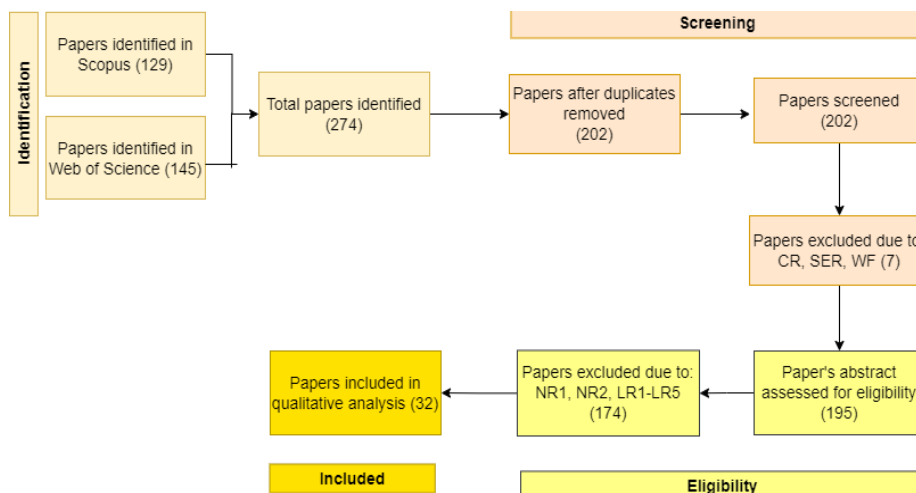 Screening
Identification
Papers identified in
Scopus (129)
Papers identified in
Web of Science (145)
Total papers identified
(274)
Papers after duplicates
removed
(202)
Papers screened
(202)
Papers excluded due to
CR, SER, WF (7)
Paper's abstract
assessed for eligibility
(195)
Papers excluded due to:
NR1, NR2, LR1-LR5
(174)
Papers included in
qualitative analysis (32)
Included
Eligibility